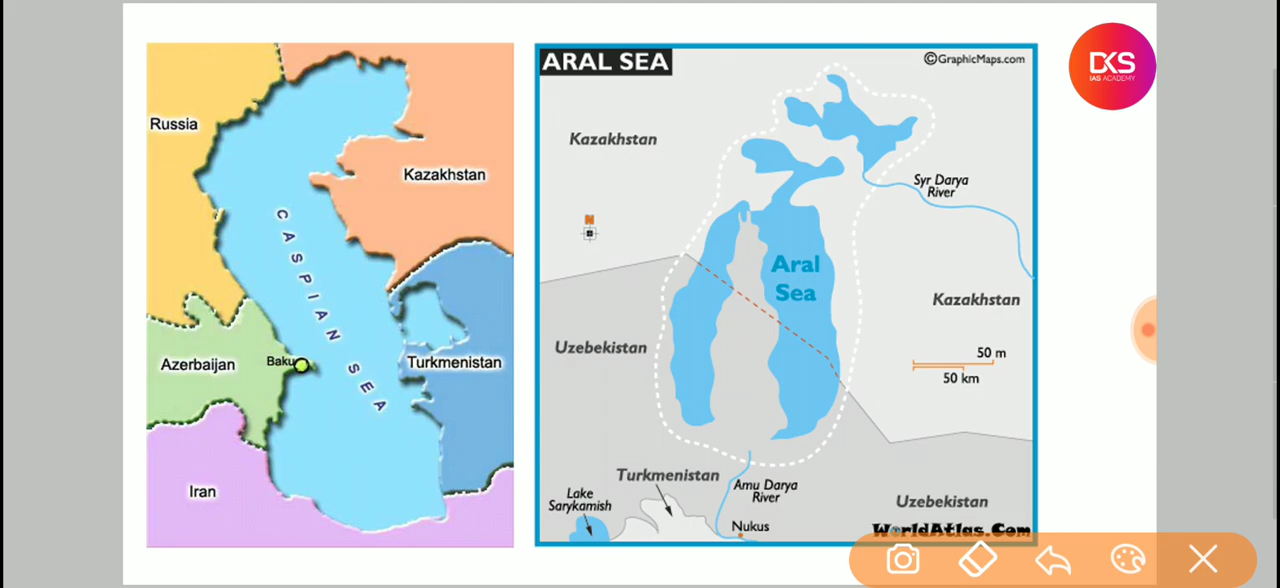 DKS
IAS ACADEMY
Russia
Kazakhstan
CASPIAN SEA
Azerbaijan
Baku
Turkmenistan
Iran
ARAL SEA
©GraphicMaps.com
Kazakhstan
Syr Darya
River
N
Aral
Sea
Kazakhstan
Uzebekistan
50 m
50 km
Turkmenistan
Amu Darya
River
Lake
Sarykamish
Uzebekistan
Nukus
WorldAtlas.Com